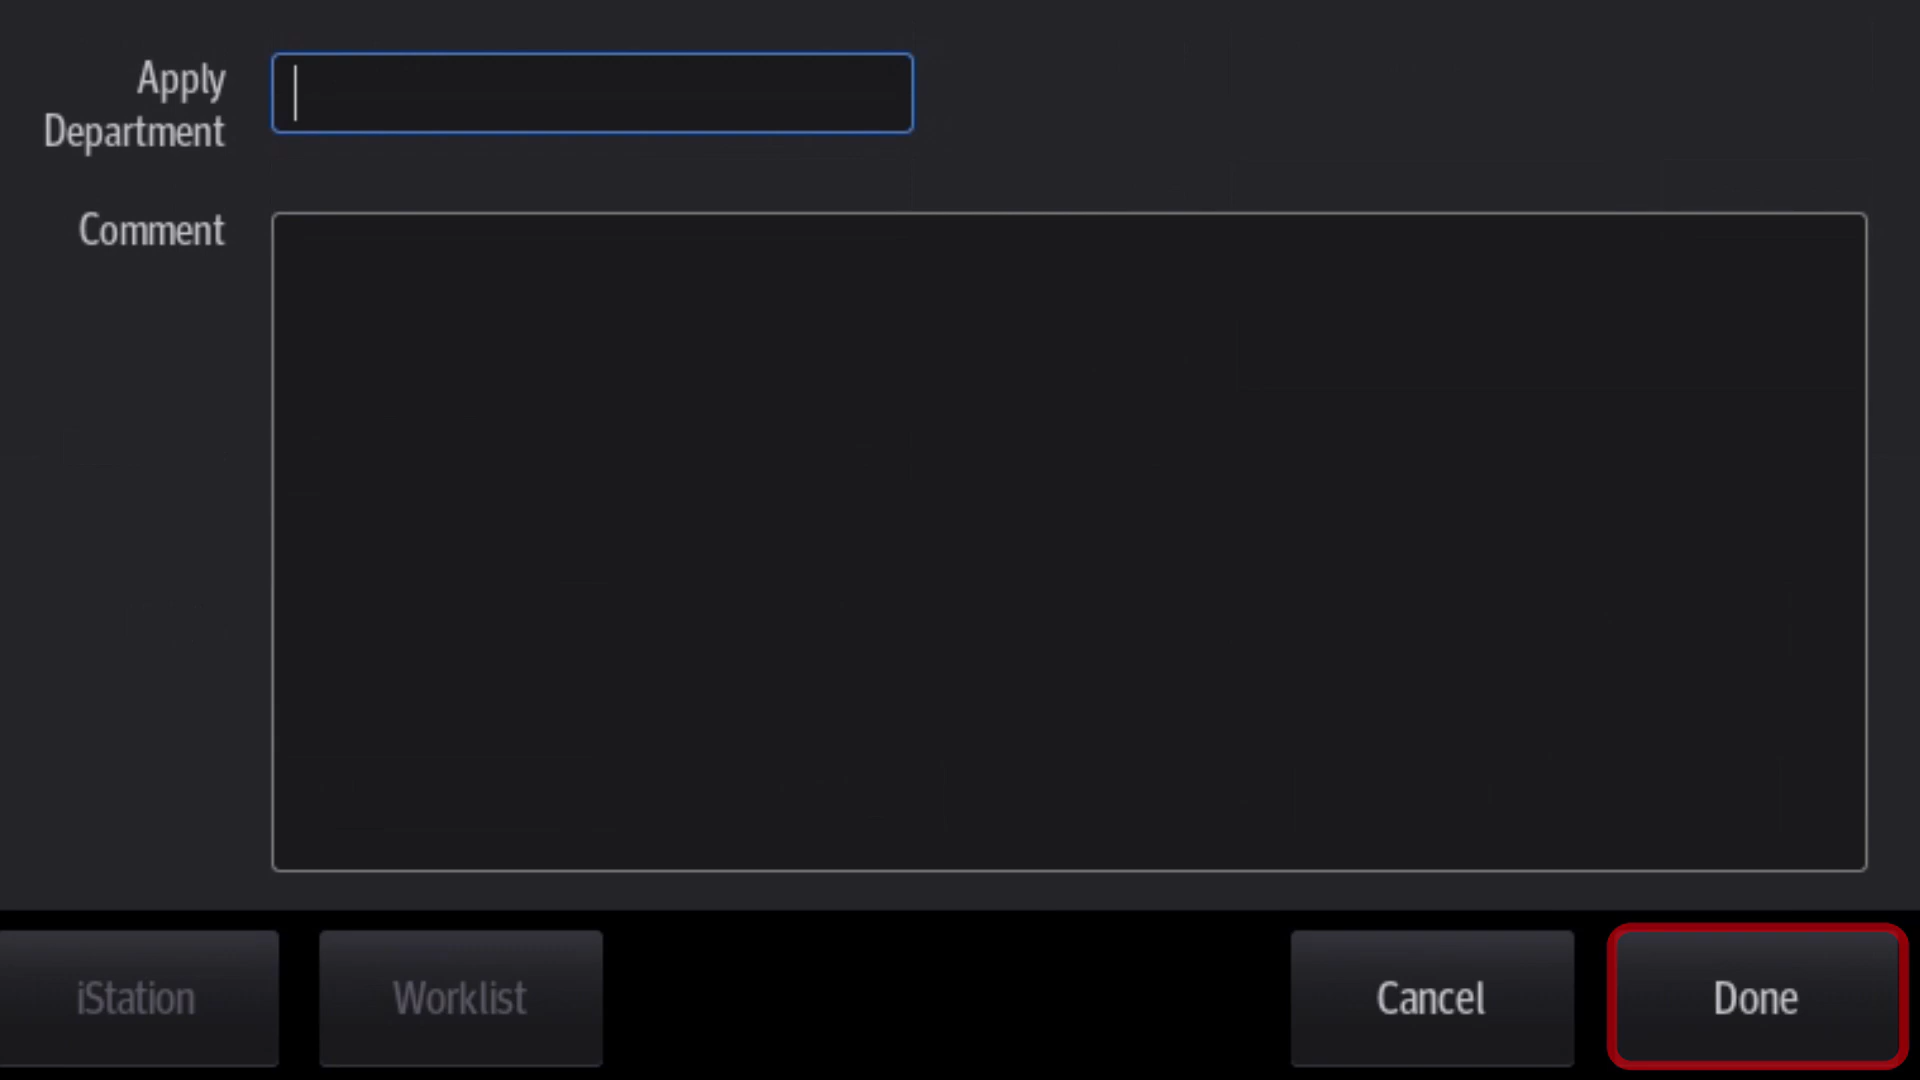 Apply
Department
Comment
iStation
Worklist
Cancel
Done